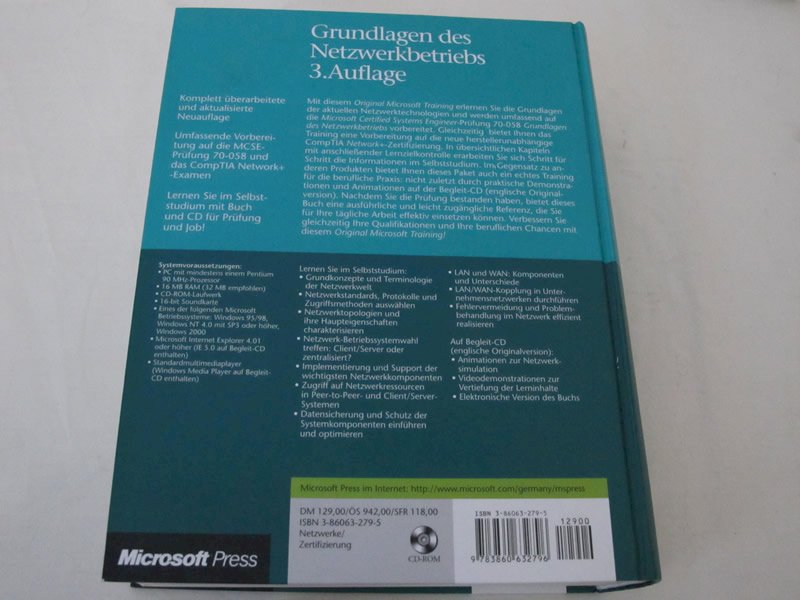 Grundlagen des
Netzwerkbetriebs
3.Auflage
Komplett überarbeitete
und aktualisierte
Neuauflage
Umfassende Vorberei-
tung auf die MCSE-
Prüfung 70-058 und
das CompTIA Network+
-Examen
Lernen Sie im Selbst-
studium mit Buch
und CD für Prüfung
und Job!
Mit diesem Original Microsoft Training erlernen Sie die Grundlagen
der aktuellen Netzwerktechnologien und werden umfassend auf
die Microsoft Certified Systems Engineer-Prüfung 70-058 Grundlagen
des Netzwerkbetriebs vorbereitet. Gleichzeitig bietet Ihnen das
Training eine Vorbereitung auf die neue herstellerunabhängige
CompTIA Network+-Zertifizierung. In übersichtlichen Kapiteln
mit anschließender Lernzielkontrolle erarbeiten Sie sich Schritt für
Schritt die Informationen im Selbststudium. Im Gegensatz zu an-
deren Produkten bietet Ihnen dieses Paket auch ein echtes Training
für die berufliche Praxis: nicht zuletzt durch praktische Demonstra-
tionen und Animationen auf der Begleit-CD (englische Original-
version). Nachdem Sie die Prüfung bestanden haben, bietet dieses
Buch eine ausführliche und leicht zugängliche Referenz, die Sie
für Ihre tägliche Arbeit effektiv einsetzen können. Verbessern Sie
gleichzeitig Ihre Qualifikationen und Ihre beruflichen Chancen mit
diesem Original Microsoft Training!
Systemvoraussetzungen:
• PC mit mindestens einem Pentium
90 MHz-Prozessor
• 16 MB RAM (32 MB empfohlen)
• CD-ROM-Laufwerk
• 16-bit Soundkarte
• Eines der folgenden Microsoft
Betriebssysteme: Windows 95/98,
Windows NT 4.0 mit SP3 oder höher,
Windows 2000
• Microsoft Internet Explorer 4.01
oder höher (IE 5.0 auf Begleit-CD
enthalten)
• Standardmultimediaplayer
(Windows Media Player auf Begleit-
CD enthalten)
Lernen Sie im Selbststudium:
• Grundkonzepte und Terminologie
der Netzwerkwelt
• Netzwerkstandards, Protokolle und
Zugriffsmethoden auswählen
• Netzwerktopologien und
ihre Haupteigenschaften
charakterisieren
• Netzwerk-Betriebssystemwahl
treffen: Client/Server oder
zentralisiert?
• Implementierung und Support der
wichtigsten Netzwerkkomponenten
• Zugriff auf Netzwerkressourcen
in Peer-to-Peer- und Client/Server-
Systemen
• Datensicherung und Schutz der
Systemkomponenten einführen
und optimieren
• LAN und WAN: Komponenten
und Unterschiede
• LAN/WAN-Kopplung in Unter-
nehmensnetzwerken durchführen
• Fehlervermeidung und Problem-
behandlung im Netzwerk effizient
realisieren
Auf Begleit-CD
(englische Originalversion):
• Animationen zur Netzwerk-
simulation
• Videodemonstrationen zur
Vertiefung der Lerninhalte
• Elektronische Version des Buchs
Microsoft Press im Internet: http://www.microsoft.com/germany/mspress
DM 129,00/ÖS 942,00/SFR 118,00
ISBN 3-86063-279-5
Netzwerke/
Zertifizierung
CD-ROM
ISBN 3-86063-279-5
12900
9 783860 632796
Microsoft Press